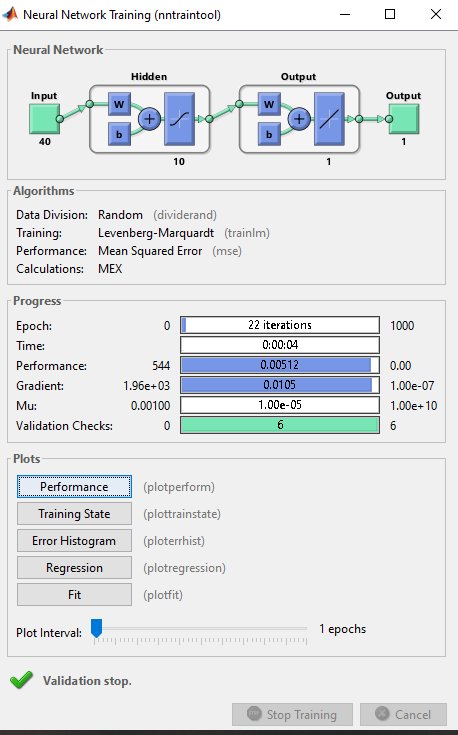 Neural Network Training (nntraintool)
Neural Network
Hidden Output
Input Output
W W
b b
+ +
40 1
10 1
Algorithms
Data Division: Random (dividerand)
Training: Levenberg-Marquardt (trainlm)
Performance: Mean Squared Error (mse)
Calculations: MEX
Progress
Epoch: 0 22 iterations 1000
Time: 0:00:04
Performance: 544 0.00512 0.00
Gradient: 1.96e+03 0.0105 1.00e-07
Mu: 0.00100 1.00e-05 1.00e+10
Validation Checks: 0 6 6
Plots
Performance (plotperform)
Training State (plottrainstate)
Error Histogram (ploterrhist)
Regression (plotregression)
Fit (plotfit)
Plot Interval: 1 epochs
Validation stop.
Stop Training Cancel